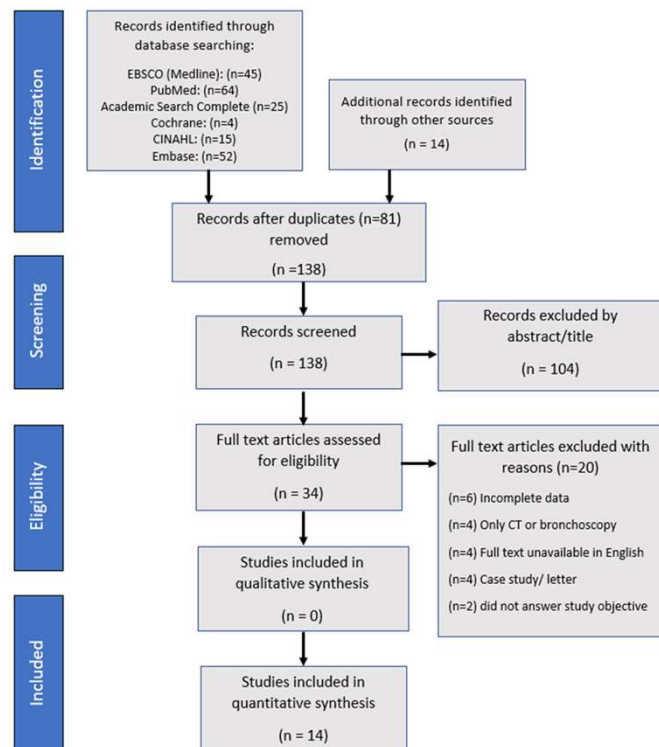 Identification
Records identified through
database searching:
EBSCO (Medline): (n=45)
PubMed: (n=64)
Academic Search Complete (n=25)
Cochrane: (n=4)
CINAHL: (n=15)
Embase: (n=52)
Additional records identified
through other sources
(n = 14)
Records after duplicates (n=81)
removed
(n =138)
Screening
Records screened
(n = 138)
Records excluded by
abstract/title
(n = 104)
Eligibility
Full text articles assessed
for eligibility
(n = 34)
Full text articles excluded with
reasons (n=20)
(n=6) Incomplete data
(n=4) Only CT or bronchoscopy
(n=4) Full text unavailable in English
(n=4) Case study/ letter
(n=2) did not answer study objective
Studies included in
qualitative synthesis
(n = 0)
Included
Studies included in
quantitative synthesis
(n = 14)